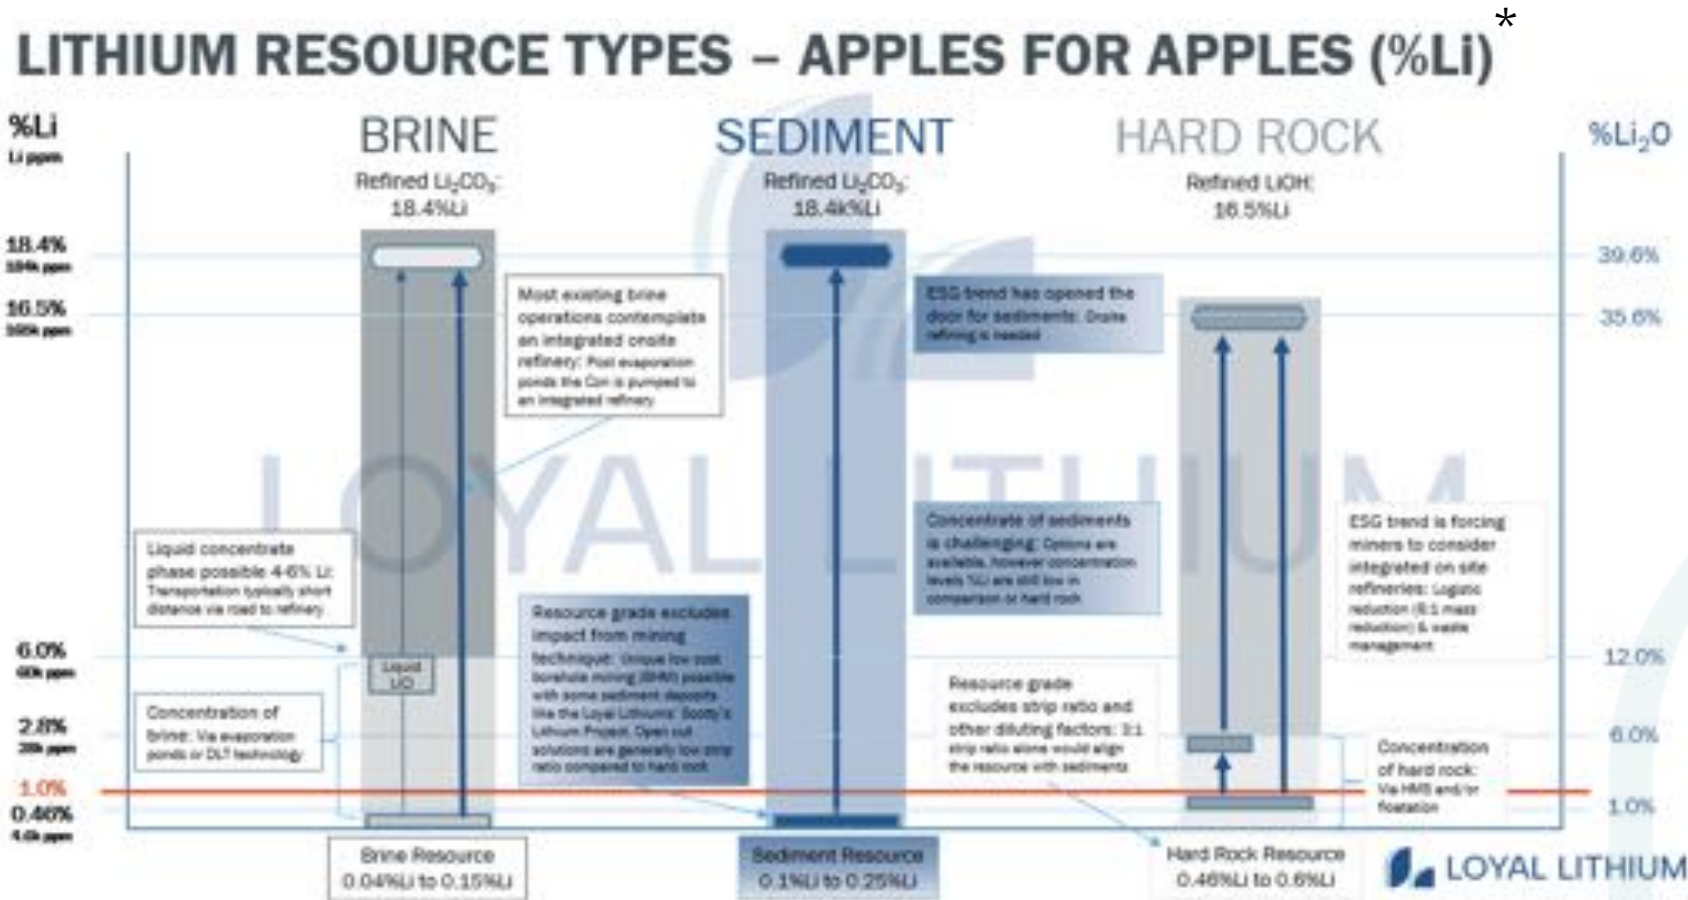 *
LITHIUM RESOURCE TYPES – APPLES FOR APPLES (%Li)
%Li
Li ppm
BRINE
Refined Li₂CO₃:
18.4%Li
SEDIMENT
Refined Li₂CO₃:
18.4k%Li
HARD ROCK
Refined LiOH:
16.5%Li
%Li₂O
18.4%
184k ppm
16.5%
165k ppm
6.0%
60k ppm
2.8%
28k ppm
1.0%
0.46%
4.6k ppm
39.6%
35.6%
12.0%
6.0%
1.0%
Most existing brine
operations contemplate
an integrated onsite
refinery: Post evaporation
ponds the Con is pumped to
an integrated refinery
ESG trend has opened the
door for sediments: Onsite
refining is needed
LOYAL LITHIUM
Liquid concentrate
phase possible 4-6% Li:
Transportation typically short
distance via road to refinery
Liquid
Concentration of
brine: Via evaporation
ponds or DLT technology
Resource grade excludes
impact from mining
technique: Unique low cost
borehole mining (BHM) possible
with some sediment deposits
like the Loyal Lithiums' Scotty's
Lithium Project. Open cut
solutions are generally low strip
ratio compared to hard rock
Concentrate of sediments
is challenging: Options are
available, however concentration
levels %Li are still low in
comparison or hard rock
Resource grade
excludes strip ratio and
other diluting factors: 3:1
strip ratio alone would align
the resource with sediments
ESG trend is forcing
miners to consider
integrated on site
refineries: Logistic
reduction (6:1 mass
reduction) & waste
management
Concentration
of hard rock:
Via HMS and/or
floatation
Brine Resource
0.04%Li to 0.15%Li
Sediment Resource
0.1%Li to 0.25%Li
Hard Rock Resource
0.46%Li to 0.6%Li
LOYAL LITHIUM